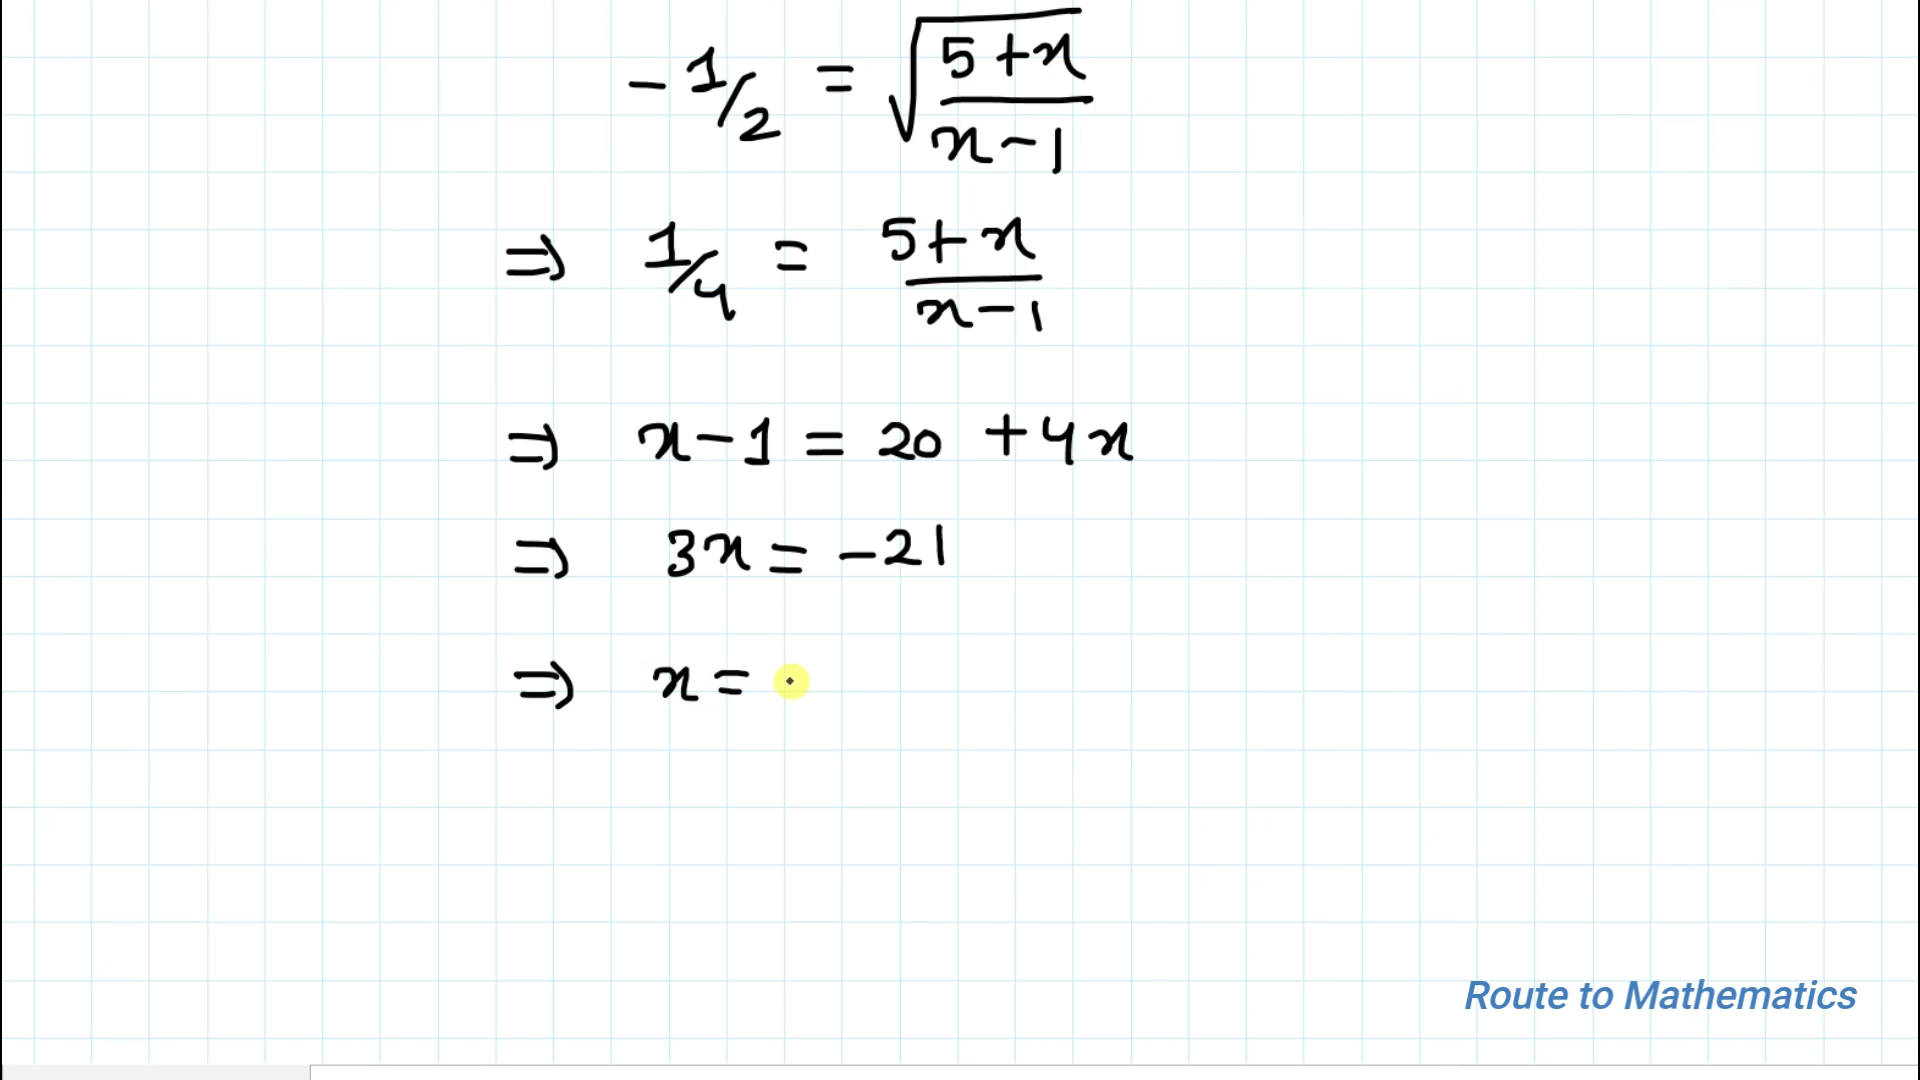 -1/2 = √(5+x)/(x-1)
⇒ 1/4 = (5+x)/(x-1)
⇒ x-1 = 20 +4x
⇒ 3x = -21
⇒ x =
Route to Mathematics